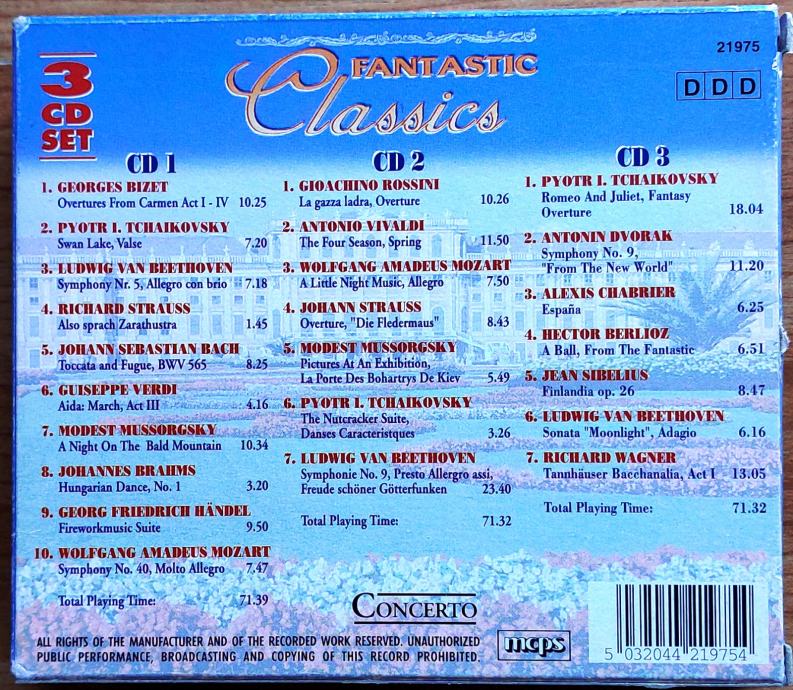 3
CD
SET
FANTASTIC
Classics
21975
D D D
CD 1
1. GEORGES BIZET
Overtures From Carmen Act I - IV 10.25
2. PYOTR I. TCHAIKOVSKY
Swan Lake, Valse 7.20
3. LUDWIG VAN BEETHOVEN
Symphony Nr. 5, Allegro con brio 7.18
4. RICHARD STRAUSS
Also sprach Zarathustra 1.45
5. JOHANN SEBASTIAN BACH
Toccata and Fugue, BWV 565 8.25
6. GUISEPPE VERDI
Aida: March, Act III 4.16
7. MODEST MUSSORGSKY
A Night On The Bald Mountain 10.34
8. JOHANNES BRAHMS
Hungarian Dance, No. 1 3.20
9. GEORG FRIEDRICH HÄNDEL
Fireworkmusic Suite 9.50
10. WOLFGANG AMADEUS MOZART
Symphony No. 40, Molto Allegro 7.47
Total Playing Time: 71.39
CD 2
1. GIOACHINO ROSSINI
La gazza ladra, Overture 10.26
2. ANTONIO VIVALDI
The Four Season, Spring 11.50
3. WOLFGANG AMADEUS MOZART
A Little Night Music, Allegro 7.50
4. JOHANN STRAUSS
Overture, "Die Fledermaus" 8.43
5. MODEST MUSSORGSKY
Pictures At An Exhibition,
La Porte Des Bohartrys De Kiev 5.49
6. PYOTR I. TCHAIKOVSKY
The Nutcracker Suite,
Danses Caracteristques 3.26
7. LUDWIG VAN BEETHOVEN
Symphonie No. 9, Presto Allergro assi,
Freude schöner Götterfunken 23.40
Total Playing Time: 71.32
CD 3
1. PYOTR I. TCHAIKOVSKY
Romeo And Juliet, Fantasy
Overture 18.04
2. ANTONIN DVORAK
Symphony No. 9,
"From The New World" 11.20
3. ALEXIS CHABRIER
España 6.25
4. HECTOR BERLIOZ
A Ball, From The Fantastic 6.51
5. JEAN SIBELIUS
Finlandia op. 26 8.47
6. LUDWIG VAN BEETHOVEN
Sonata "Moonlight", Adagio 6.16
7. RICHARD WAGNER
Tannhäuser Bacchanalia, Act I 13.05
Total Playing Time: 71.32
CONCERTO
ALL RIGHTS OF THE MANUFACTURER AND OF THE RECORDED WORK RESERVED. UNAUTHORIZED
PUBLIC PERFORMANCE, BROADCASTING AND COPYING OF THIS RECORD PROHIBITED.
mcps
5 032044 219754